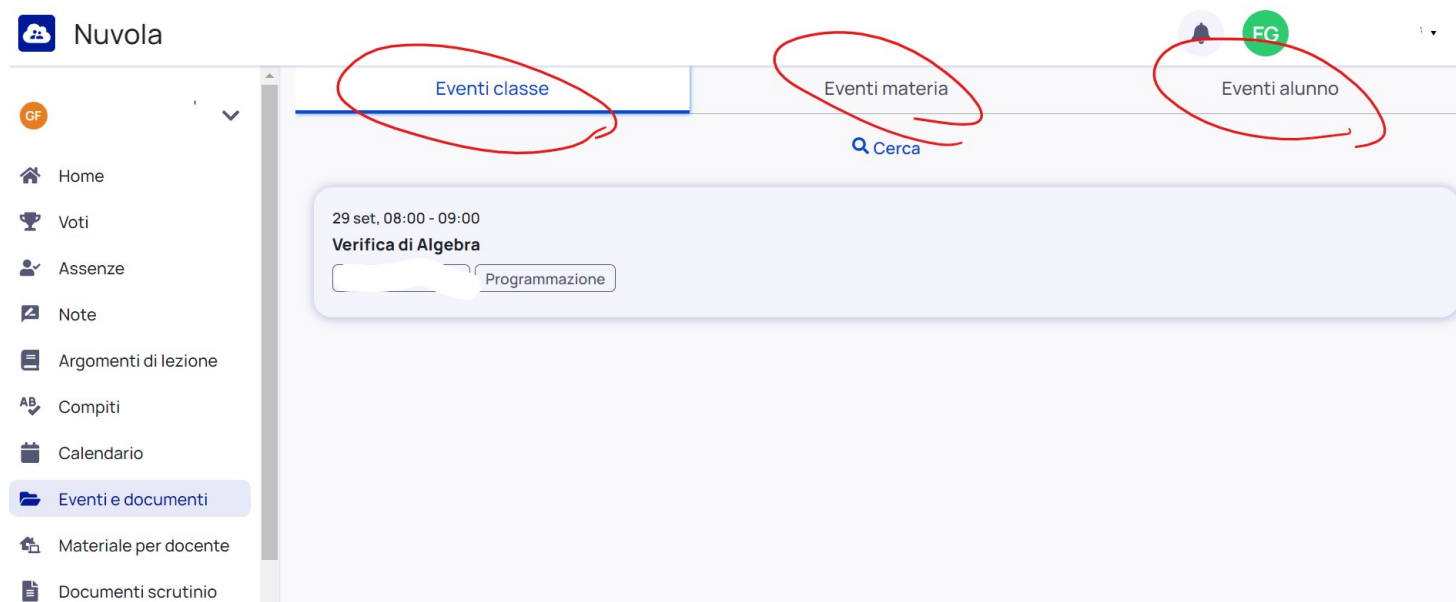 Nuvola
FG
Eventi classe
Eventi materia
Eventi alunno
GF
Cerca
Home
Voti
Assenze
Note
Argomenti di lezione
AB Compiti
Calendario
Eventi e documenti
Materiale per docente
Documenti scrutinio
29 set, 08:00 - 09:00
Verifica di Algebra
Programmazione